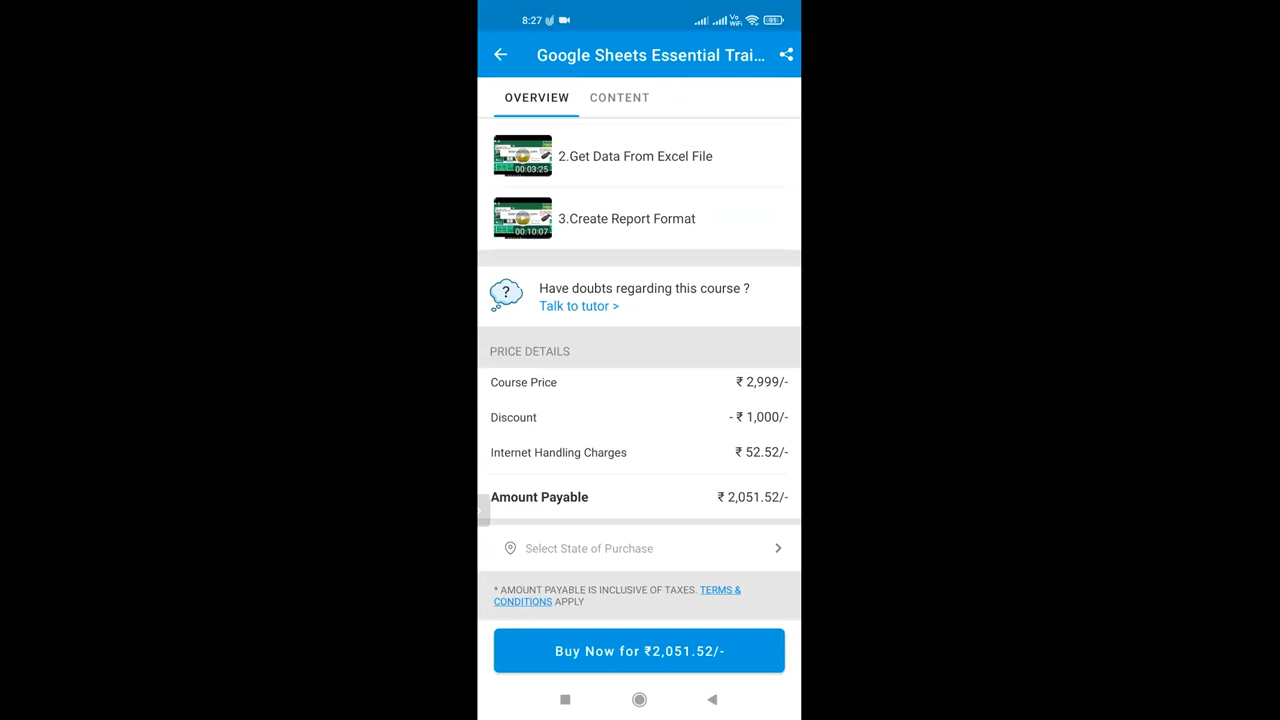 8:27
Vo
WiFi
91
Google Sheets Essential Trai...
OVERVIEW CONTENT
00:03:25
2.Get Data From Excel File
00:10:07
3.Create Report Format
?
Have doubts regarding this course ?
Talk to tutor >
PRICE DETAILS
Course Price ₹ 2,999/-
Discount - ₹ 1,000/-
Internet Handling Charges ₹ 52.52/-
Amount Payable ₹ 2,051.52/-
Select State of Purchase
* AMOUNT PAYABLE IS INCLUSIVE OF TAXES. TERMS &
CONDITIONS APPLY
Buy Now for ₹2,051.52/-